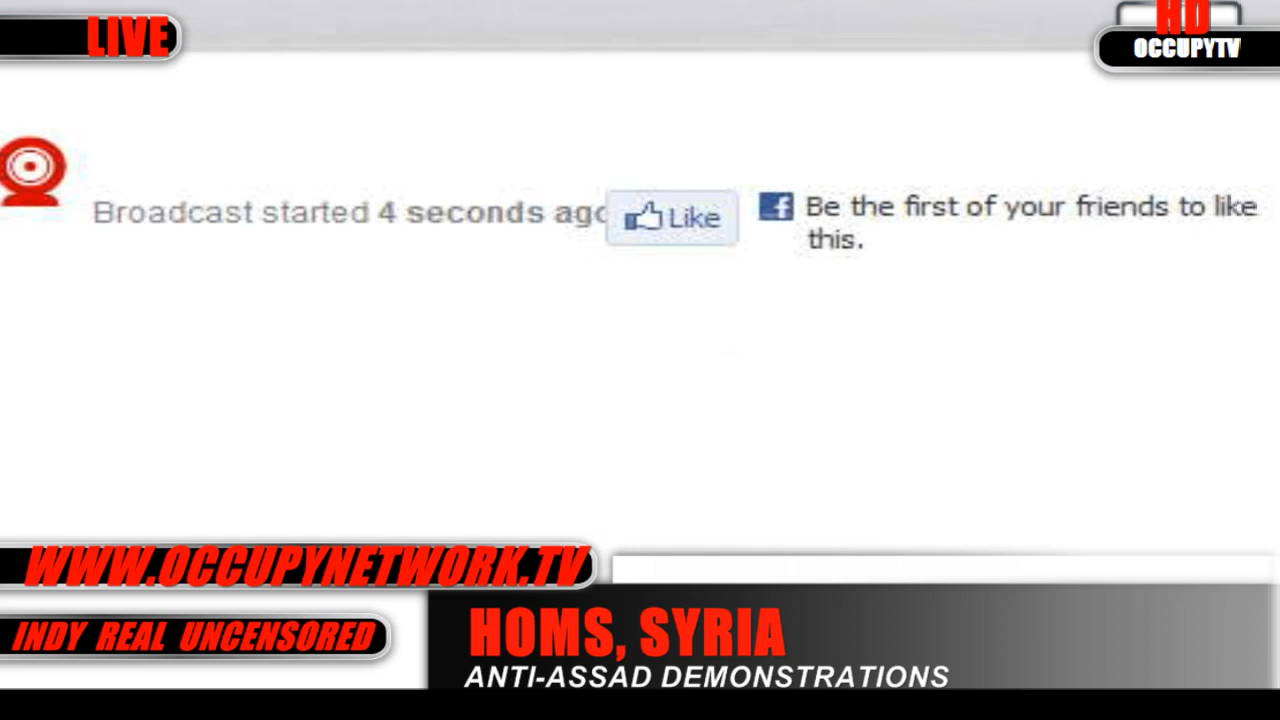 LIVE
HD
OCCUPYTV
Broadcast started 4 seconds ago
Like
Be the first of your friends to like
this.
WWW.OCCUPYNETWORK.TV
INDY REAL UNCENSORED
HOMS, SYRIA
ANTI-ASSAD DEMONSTRATIONS